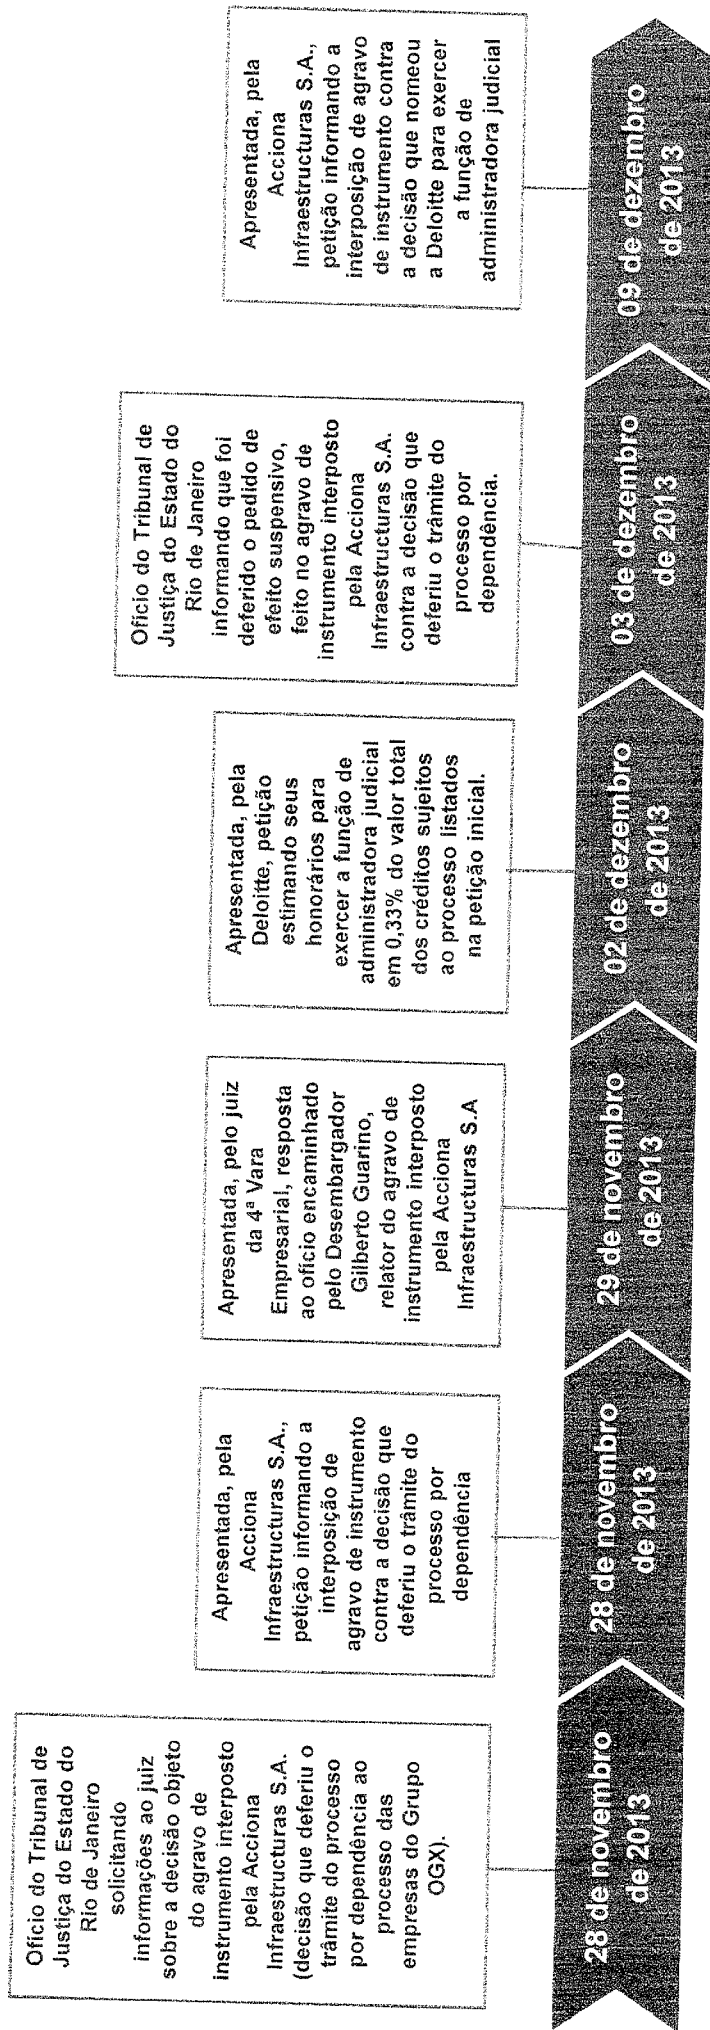 Ofício do Tribunal de
Justiça do Estado do
Rio de Janeiro
solicitando
informações ao juiz
sobre a decisão objeto
do agravo de
instrumento interposto
pela Acciona
Infraestructuras S.A.
(decisão que deferiu o
trâmite do processo
por dependência ao
processo das
empresas do Grupo
OGX).
28 de novembro
de 2013
Apresentada, pela
Acciona
Infraestructuras S.A.,
petição informando a
interposição de
agravo de instrumento
contra a decisão que
deferiu o trâmite do
processo por
dependência
28 de novembro
de 2013
Apresentada, pelo juiz
da 4ª Vara
Empresarial, resposta
ao ofício encaminhado
pelo Desembargador
Gilberto Guarino,
relator do agravo de
instrumento interposto
pela Acciona
Infraestructuras S.A
29 de novembro
de 2013
Apresentada, pela
Deloitte, petição
estimando seus
honorários para
exercer a função de
administradora judicial
em 0,33% do valor total
dos créditos sujeitos
ao processo listados
na petição inicial.
02 de dezembro
de 2013
Ofício do Tribunal de
Justiça do Estado do
Rio de Janeiro
informando que foi
deferido o pedido de
efeito suspensivo,
feito no agravo de
instrumento interposto
pela Acciona
Infraestructuras S.A.
contra a decisão que
deferiu o trâmite do
processo por
dependência.
03 de dezembro
de 2013
Apresentada, pela
Acciona
Infraestructuras S.A.,
petição informando a
interposição de agravo
de instrumento contra
a decisão que nomeou
a Deloitte para exercer
a função de
administradora judicial
09 de dezembro
de 2013